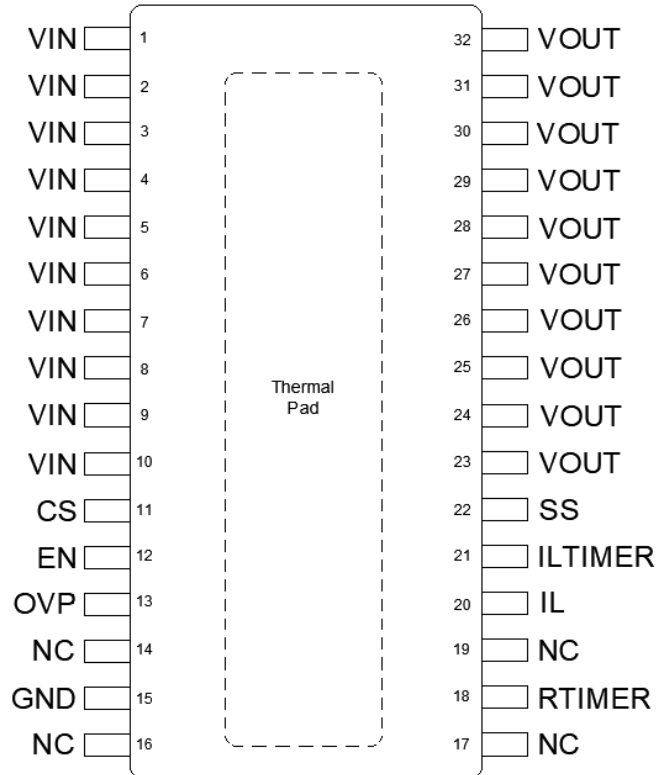 VIN 1 32 VOUT
VIN 2 31 VOUT
VIN 3 30 VOUT
VIN 4 29 VOUT
VIN 5 28 VOUT
VIN 6 27 VOUT
VIN 7 26 VOUT
VIN 8 25 VOUT
Thermal
Pad
VIN 9 24 VOUT
VIN 10 23 VOUT
CS 11 22 SS
EN 12 21 ILTIMER
OVP 13 20 IL
NC 14 19 NC
GND 15 18 RTIMER
NC 16 17 NC